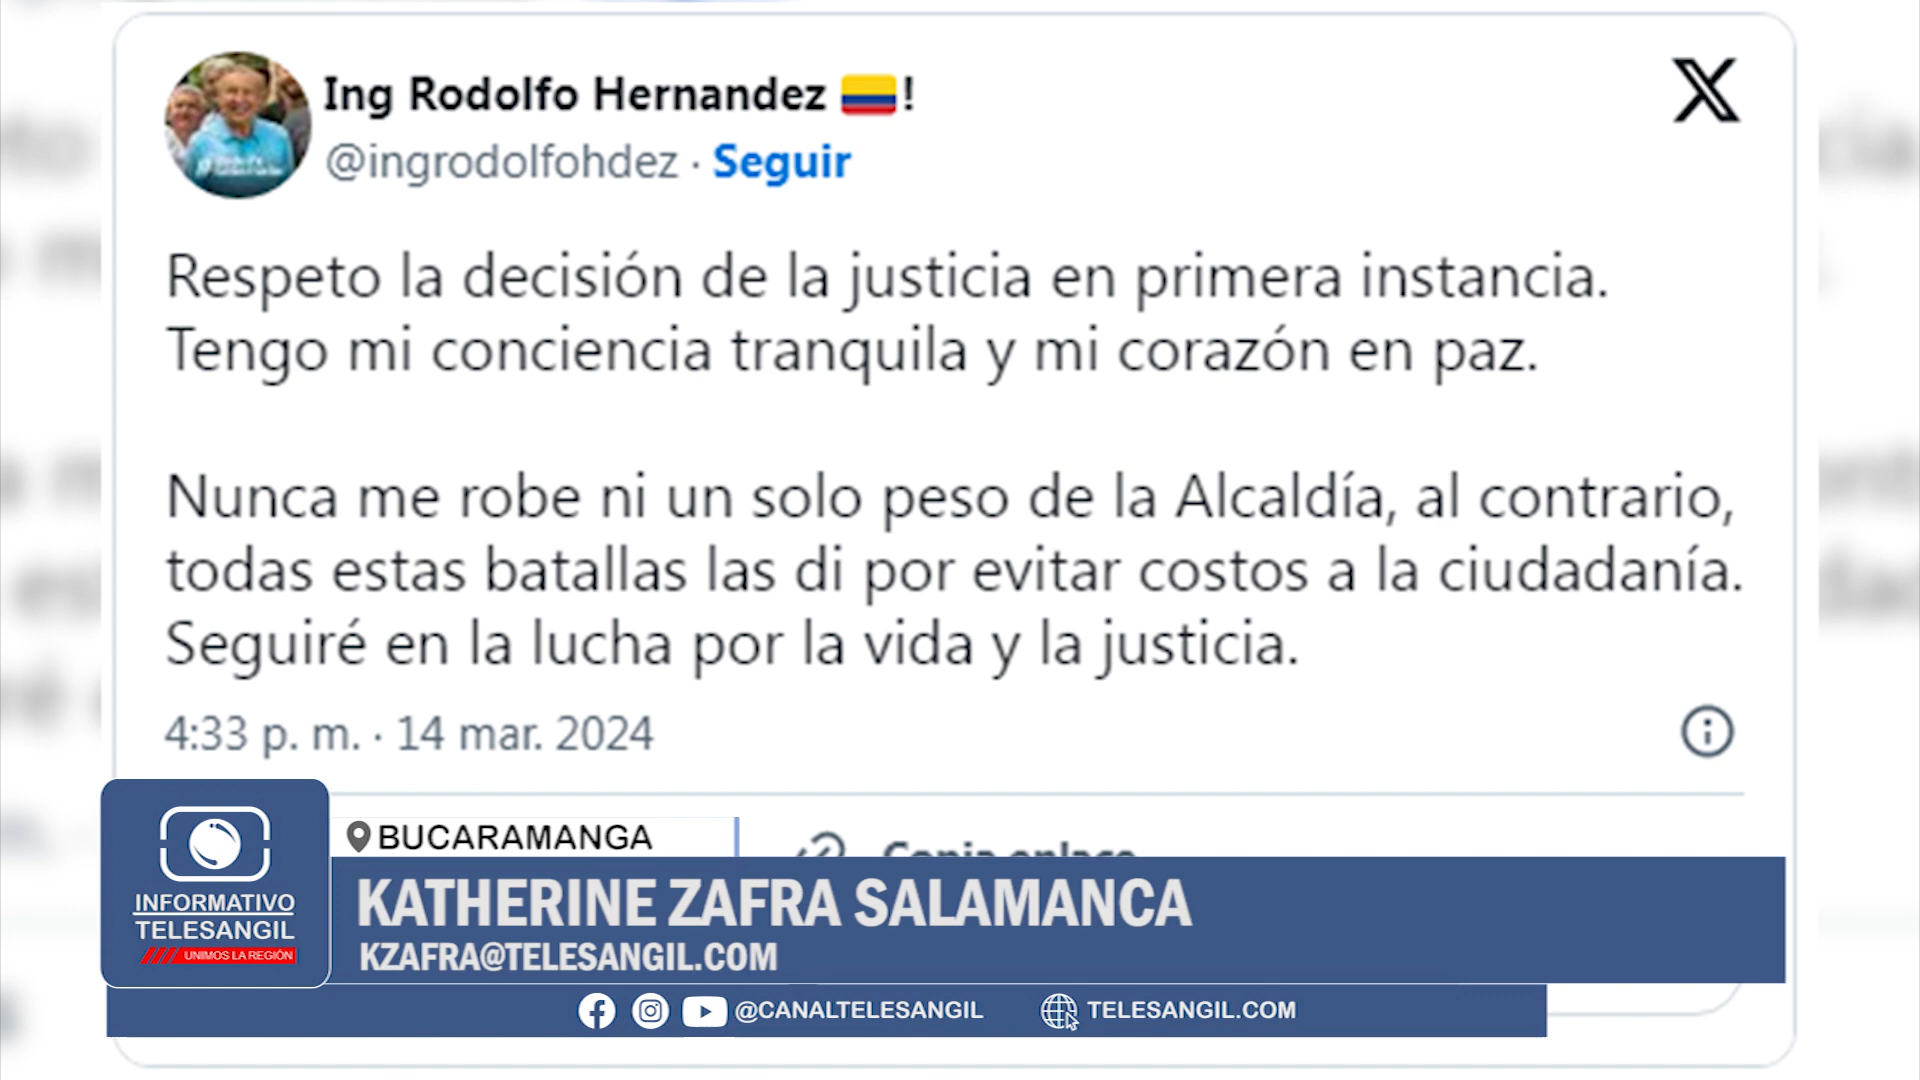 Ing Rodolfo Hernandez 🇨🇴!
@ingrodolfohdez · Seguir
Respeto la decisión de la justicia en primera instancia.
Tengo mi conciencia tranquila y mi corazón en paz.
Nunca me robe ni un solo peso de la Alcaldía, al contrario,
todas estas batallas las di por evitar costos a la ciudadanía.
Seguiré en la lucha por la vida y la justicia.
4:33 p. m. · 14 mar. 2024
Copia enlace
BUCARAMANGA
KATHERINE ZAFRA SALAMANCA
KZAFRA@TELESANGIL.COM
INFORMATIVO
TELESANGIL
UNIMOS LA REGIÓN
@CANALTELESANGIL
TELESANGIL.COM